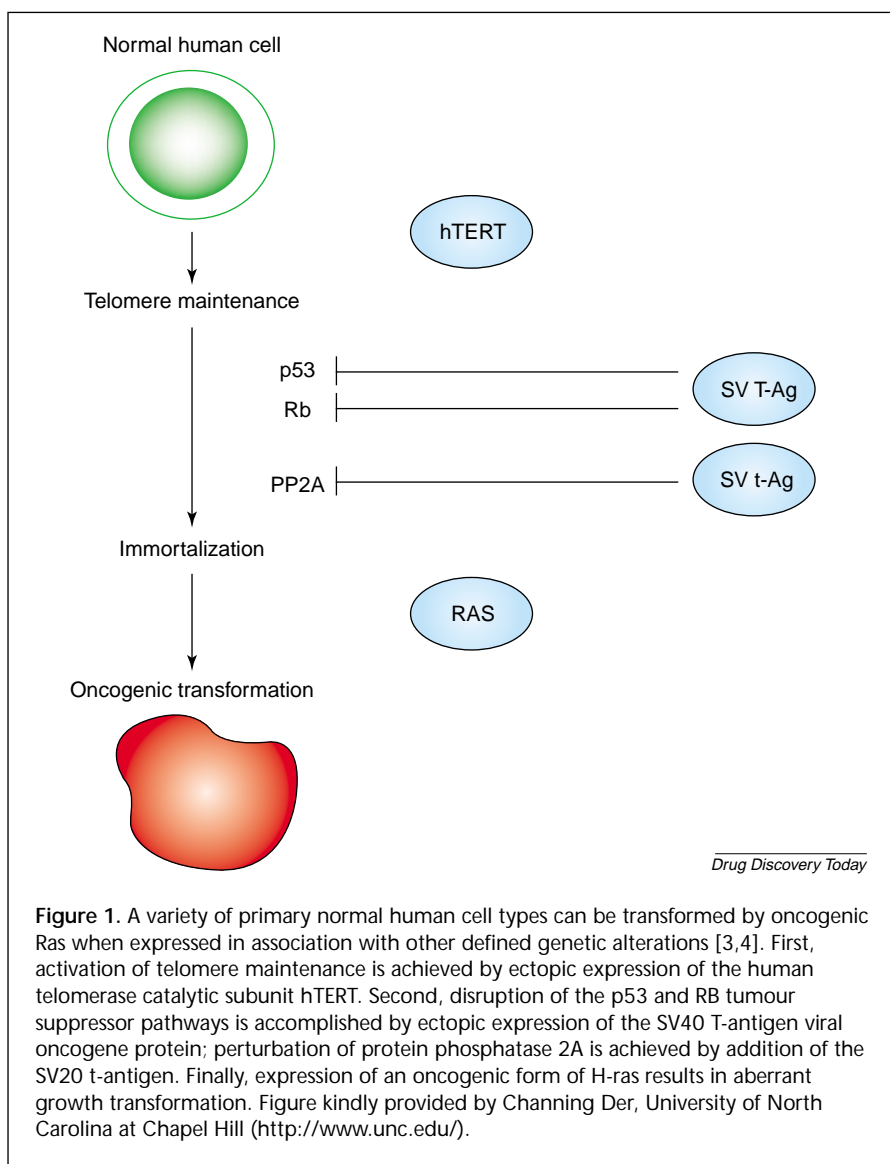 Normal human cell
hTERT
Telomere maintenance
p53
SV T-Ag
Rb
PP2A
SV t-Ag
Immortalization
RAS
Oncogenic transformation
Drug Discovery Today
Figure 1. A variety of primary normal human cell types can be transformed by oncogenic
Ras when expressed in association with other defined genetic alterations [3,4]. First,
activation of telomere maintenance is achieved by ectopic expression of the human
telomerase catalytic subunit hTERT. Second, disruption of the p53 and RB tumour
suppressor pathways is accomplished by ectopic expression of the SV40 T-antigen viral
oncogene protein; perturbation of protein phosphatase 2A is achieved by addition of the
SV20 t-antigen. Finally, expression of an oncogenic form of H-ras results in aberrant
growth transformation. Figure kindly provided by Channing Der, University of North
Carolina at Chapel Hill (http://www.unc.edu/).